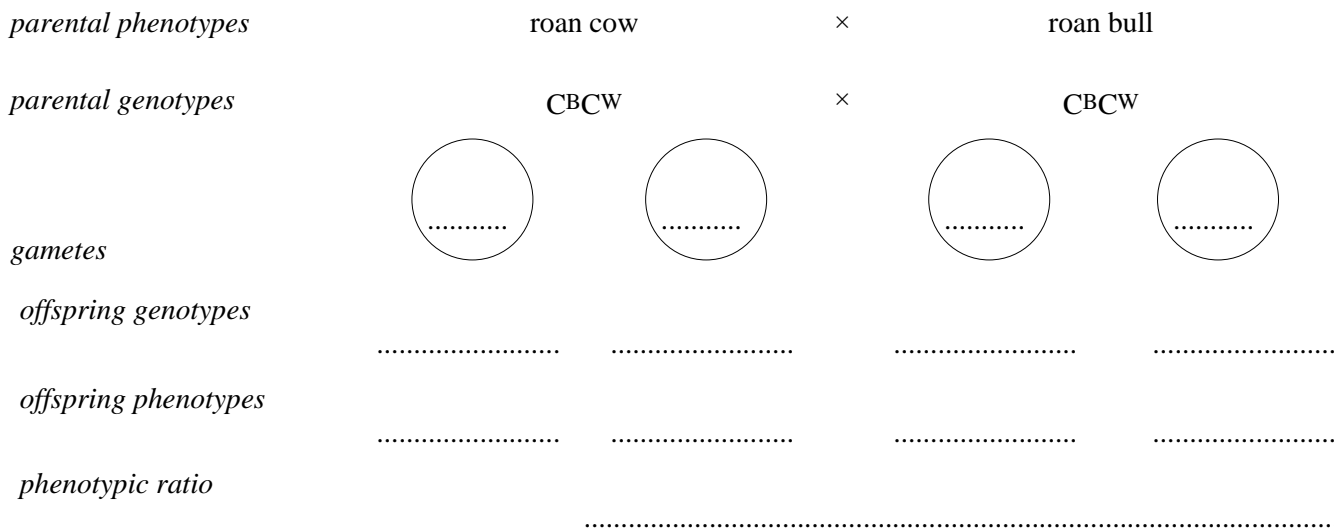 parental phenotypes roan cow × roan bull
parental genotypes CᴮCᵂ × CᴮCᵂ
........... ........... ........... ...........
gametes
offspring genotypes
......................... ......................... ......................... .........................
offspring phenotypes
......................... ......................... ......................... .........................
phenotypic ratio
.......................................................................................................